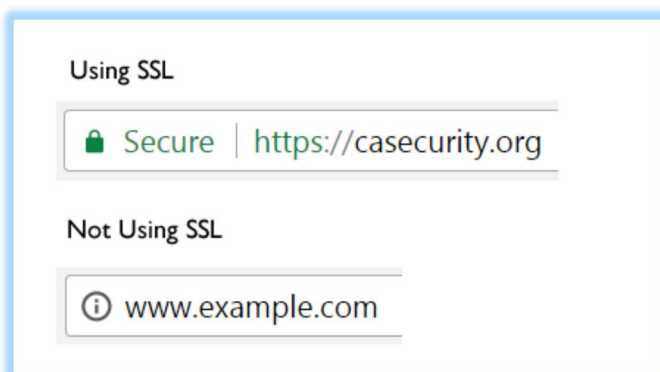 Using SSL
Secure | https://casecurity.org
Not Using SSL
www.example.com